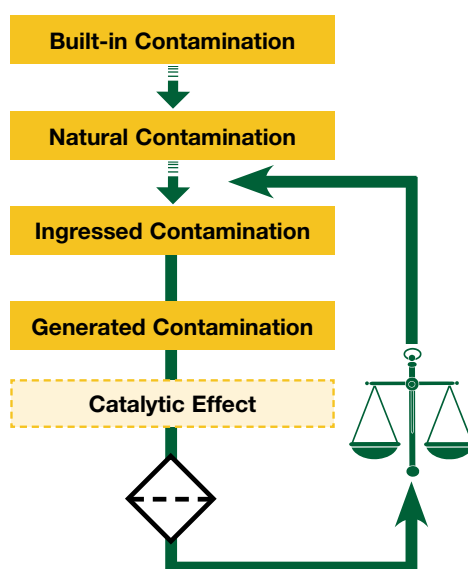 Built-in Contamination
Natural Contamination
Ingressed Contamination
Generated Contamination
Catalytic Effect